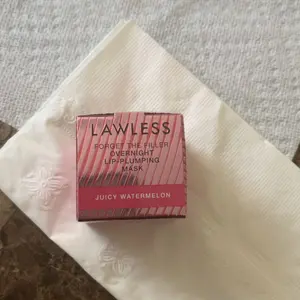 LAWLESS
FORGET THE FILLER
OVERNIGHT
LIP-PLUMPING
MASK
JUICY WATERMELON